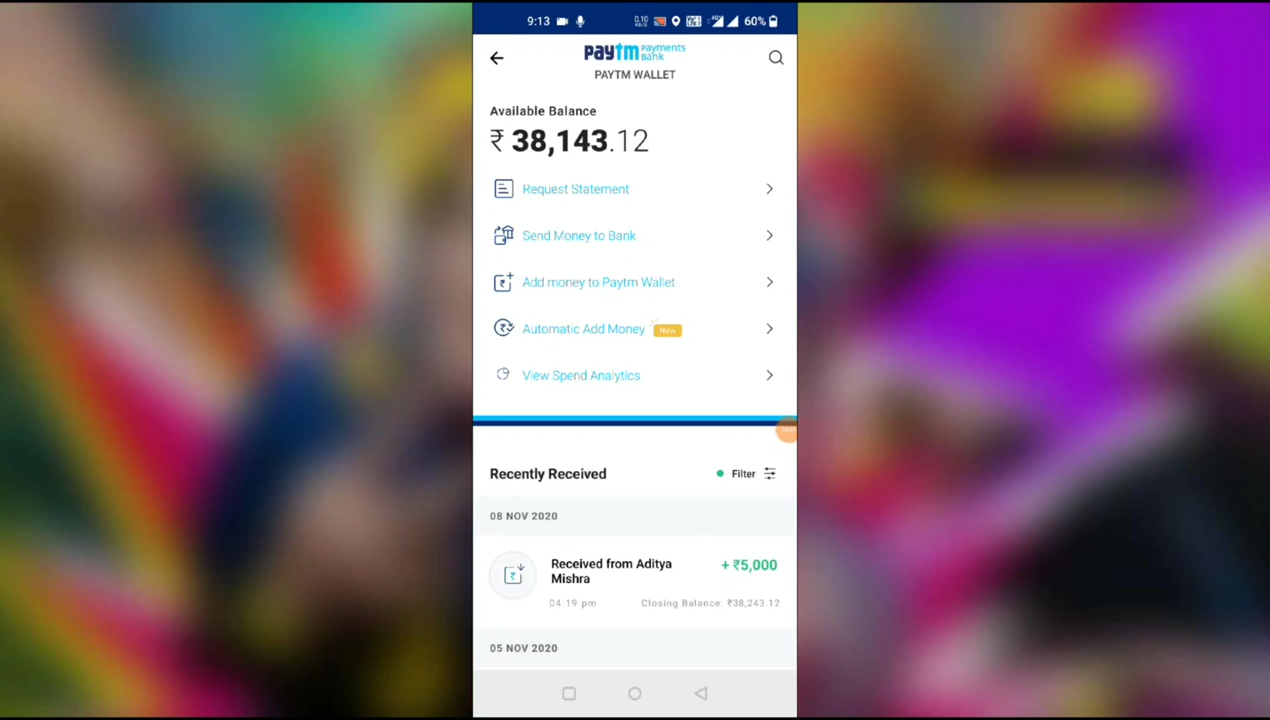 9:13
60%
paytm payments bank
PAYTM WALLET
Available Balance
₹ 38,143.12
Request Statement
Send Money to Bank
Add money to Paytm Wallet
Automatic Add Money New
View Spend Analytics
Recently Received
Filter
08 NOV 2020
Received from Aditya
Mishra
+ ₹5,000
04:19 pm
Closing Balance: ₹38,243.12
05 NOV 2020